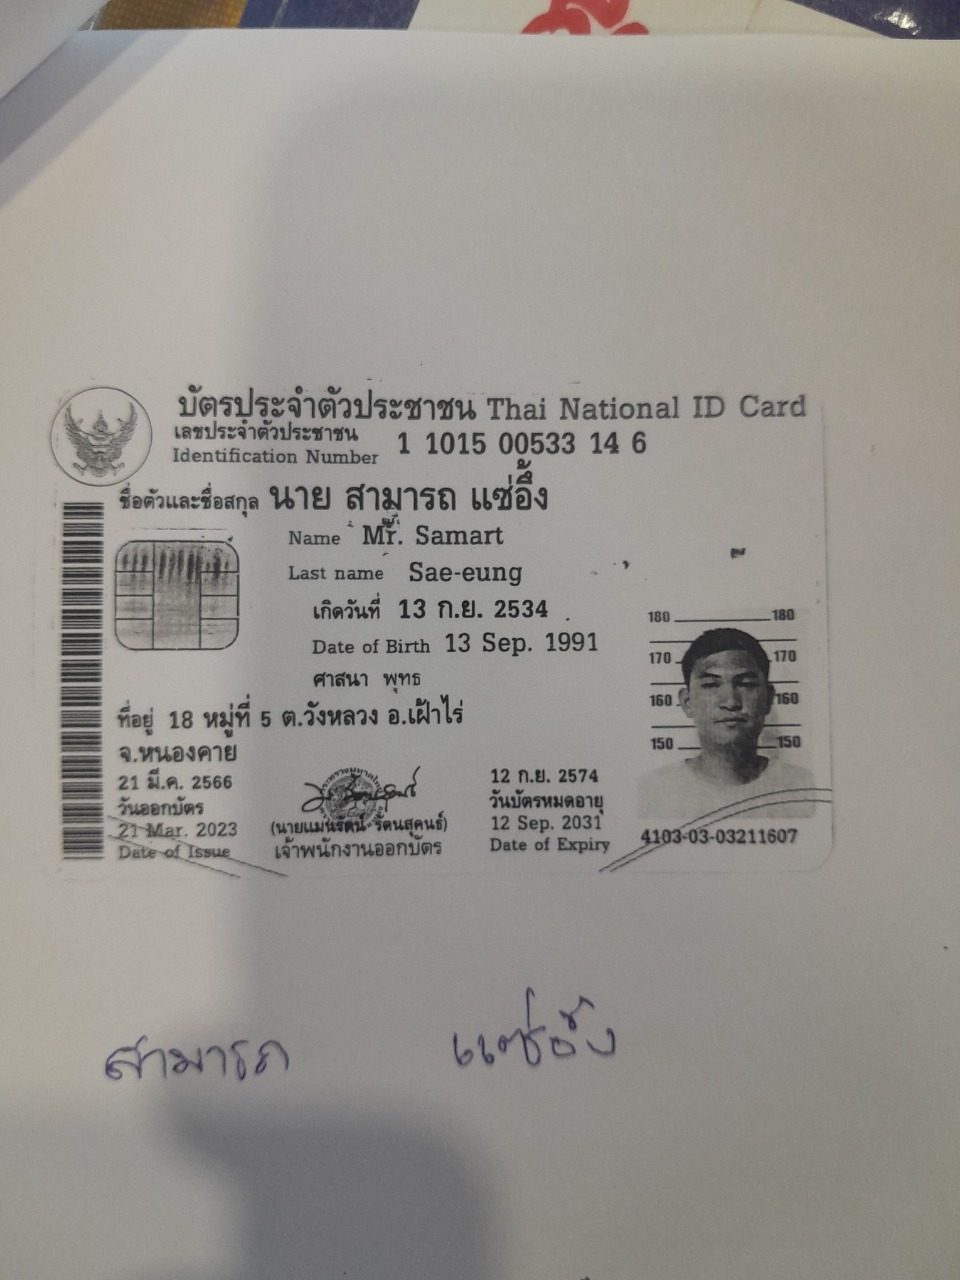 บัตรประจำตัวประชาชน Thai National ID Card
เลขประจำตัวประชาชน
Identification Number 1 1015 00533 14 6
ชื่อตัวและชื่อสกุล นาย สามารถ แซ่อึ้ง
Name Mr. Samart
Last name Sae-eung
เกิดวันที่ 13 ก.ย. 2534
Date of Birth 13 Sep. 1991
ศาสนา พุทธ
ที่อยู่ 18 หมู่ที่ 5 ต.วังหลวง อ.เฝ้าไร่
จ.หนองคาย
21 มี.ค. 2566
วันออกบัตร
21 Mar. 2023
Date of Issue
(นายแมนรัตน์ รัตนสุคนธ์)
เจ้าพนักงานออกบัตร
12 ก.ย. 2574
วันบัตรหมดอายุ
12 Sep. 2031
Date of Expiry
180 180
170 170
160 160
150 150
4103-03-03211607
สามารถ แซ่อึ้ง